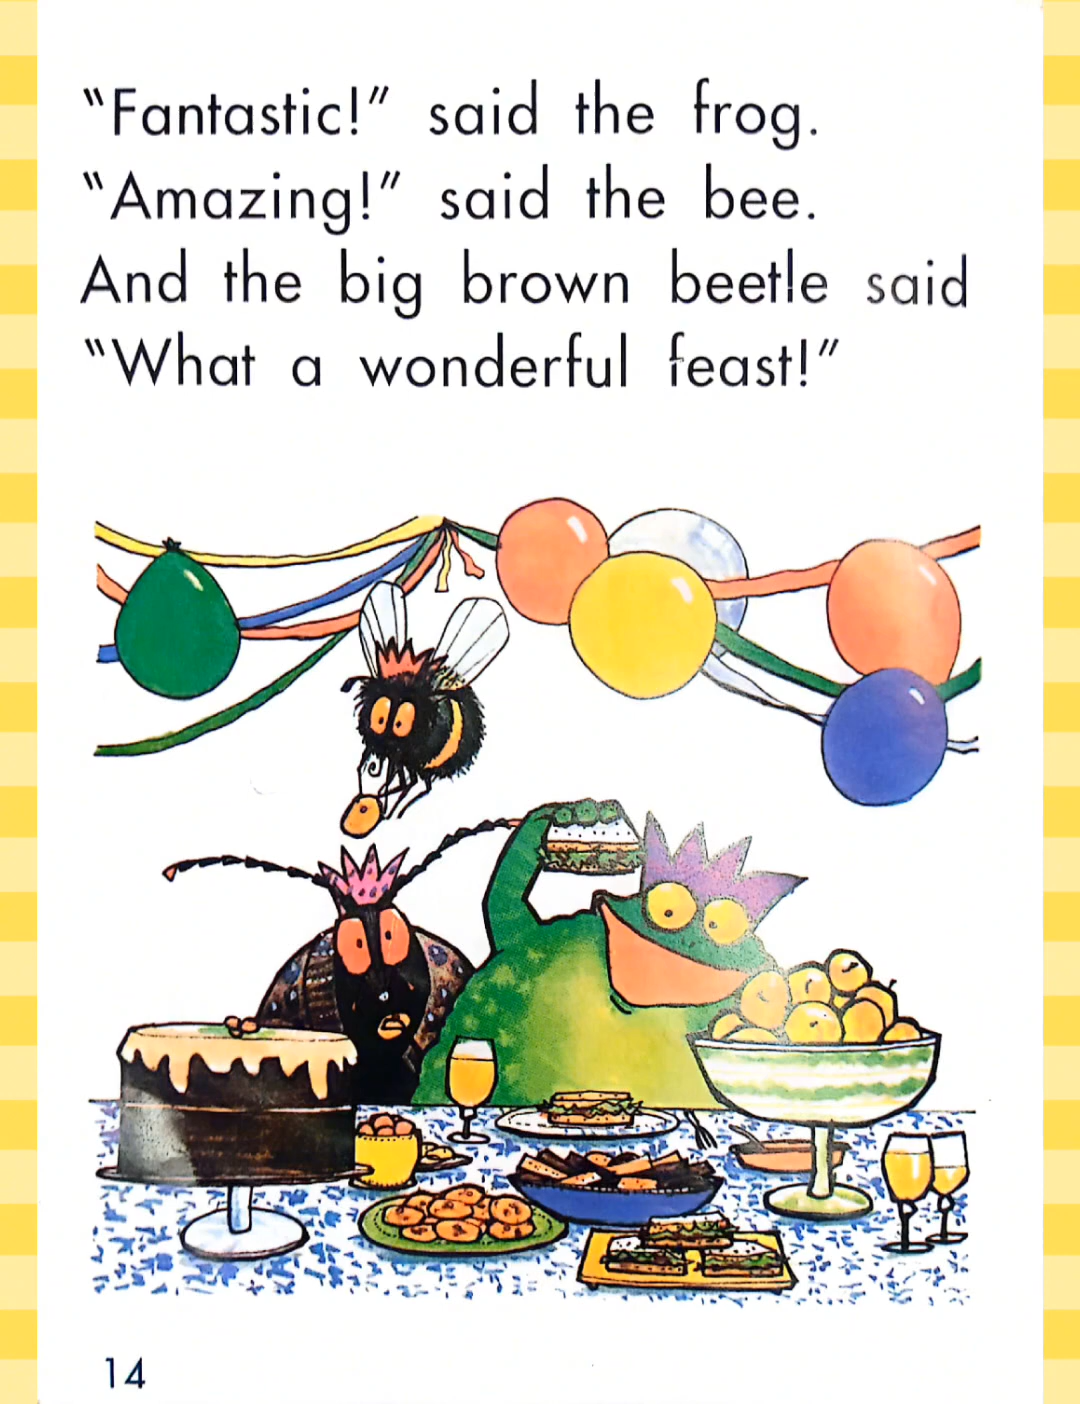 "Fantastic!" said the frog.
"Amazing!" said the bee.
And the big brown beetle said
"What a wonderful feast!"
14